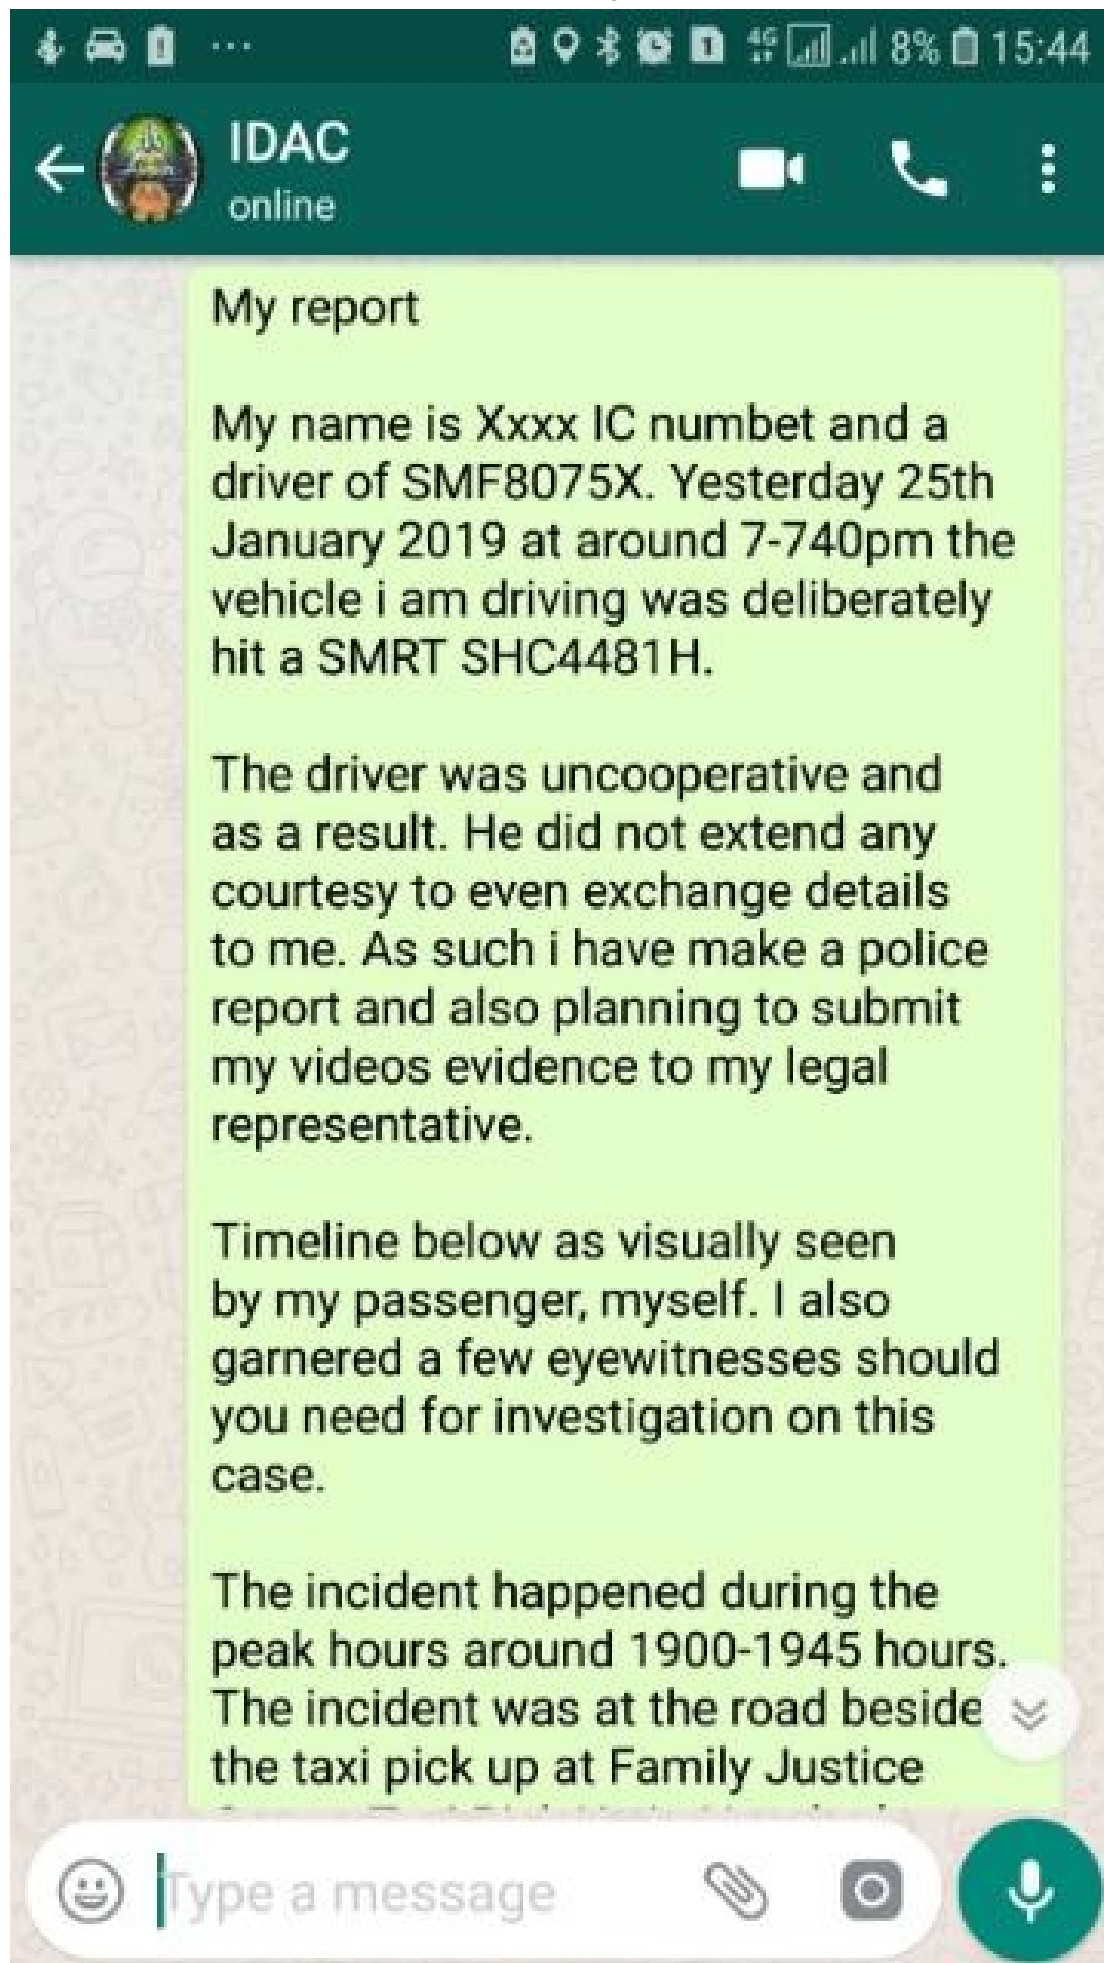 4G 8% 15:44
IDAC
online
My report
My name is Xxxx IC numbet and a
driver of SMF8075X. Yesterday 25th
January 2019 at around 7-740pm the
vehicle i am driving was deliberately
hit a SMRT SHC4481H.
The driver was uncooperative and
as a result. He did not extend any
courtesy to even exchange details
to me. As such i have make a police
report and also planning to submit
my videos evidence to my legal
representative.
Timeline below as visually seen
by my passenger, myself. I also
garnered a few eyewitnesses should
you need for investigation on this
case.
The incident happened during the
peak hours around 1900-1945 hours.
The incident was at the road beside
the taxi pick up at Family Justice
Type a message